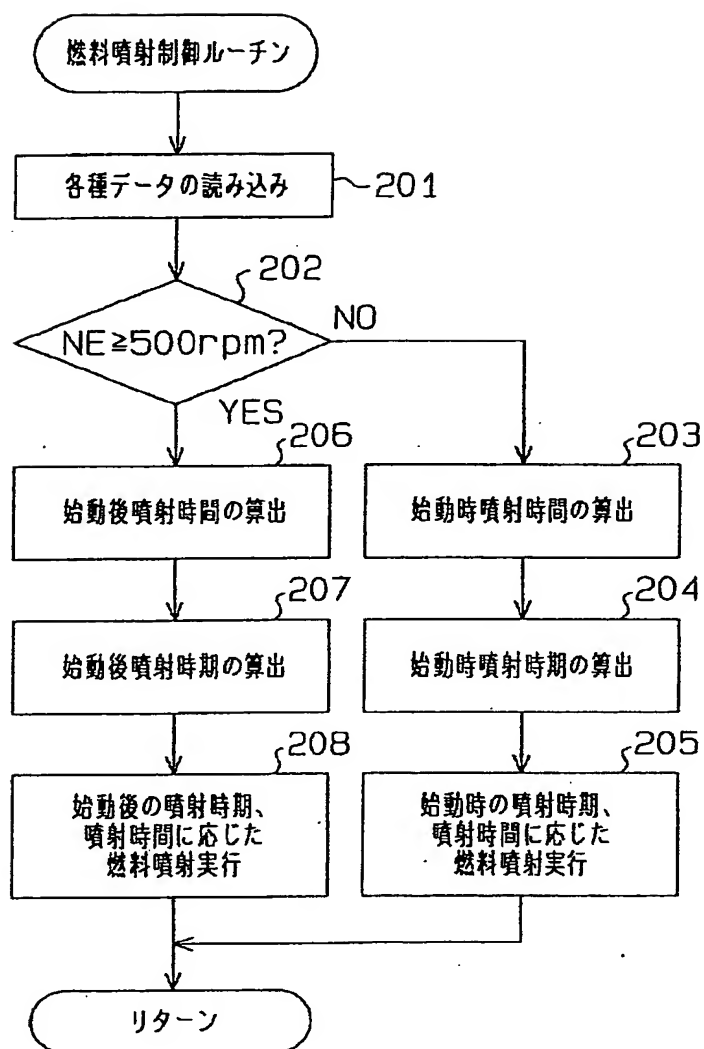 燃料噴射制御ルーチン
各種データの読み込み
201
202
NE≧500rpm?
NO
YES
206
始動後噴射時間の算出
203
始動時噴射時間の算出
207
始動後噴射時期の算出
204
始動時噴射時期の算出
208
始動後の噴射時期、
噴射時間に応じた
燃料噴射実行
205
始動時の噴射時期、
噴射時間に応じた
燃料噴射実行
リターン